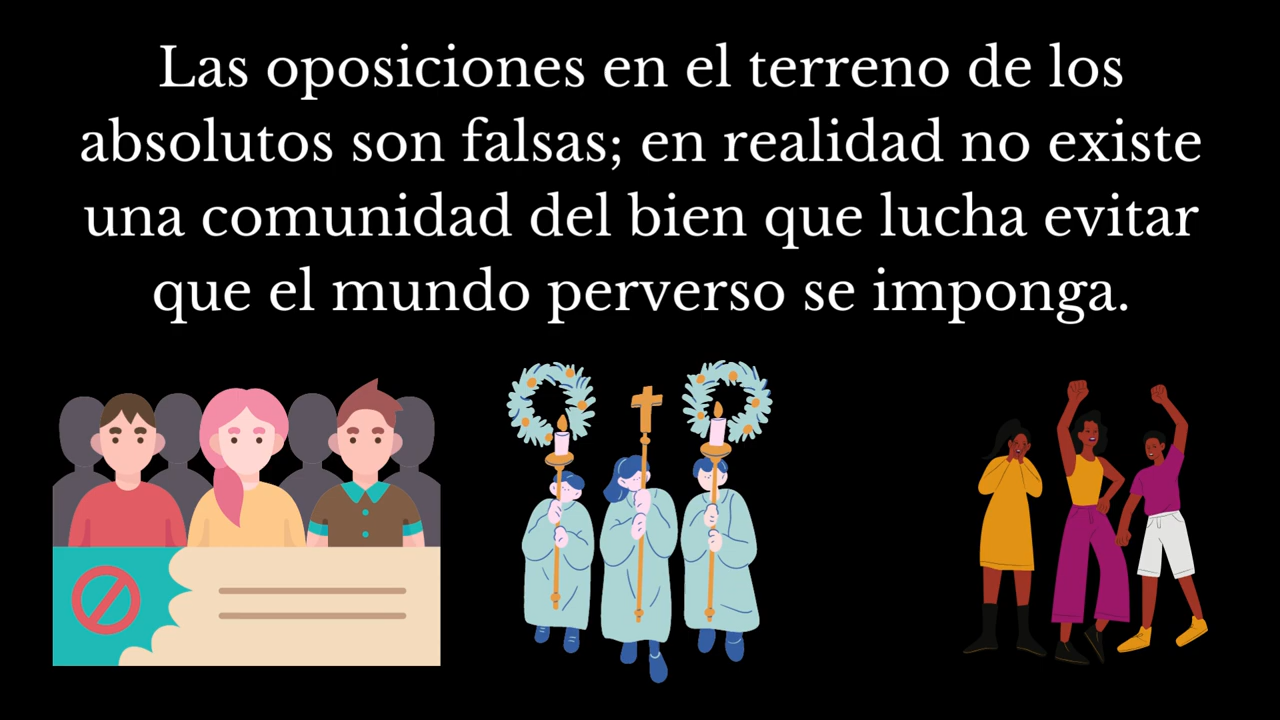 Las oposiciones en el terreno de los
absolutos son falsas; en realidad no existe
una comunidad del bien que lucha evitar
que el mundo perverso se imponga.